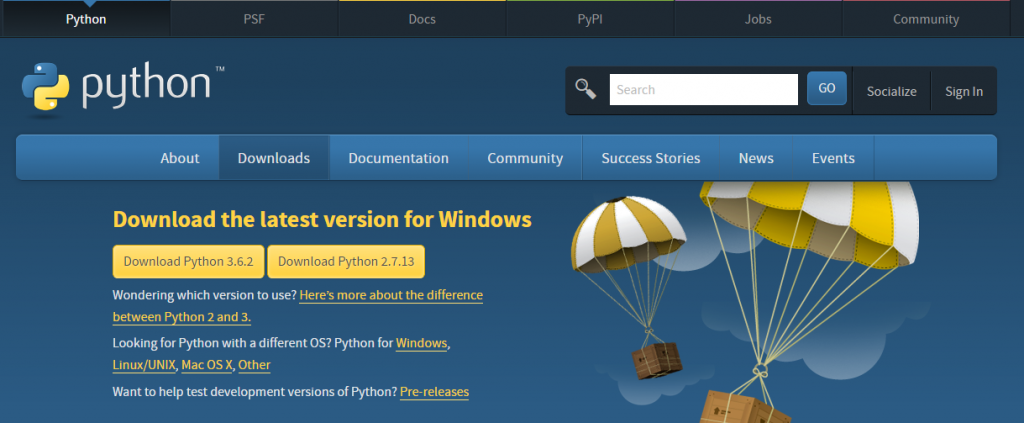 Python PSF Docs PyPI Jobs Community
python™
Search GO Socialize Sign In
About Downloads Documentation Community Success Stories News Events
Download the latest version for Windows
Download Python 3.6.2 Download Python 2.7.13
Wondering which version to use? Here's more about the difference
between Python 2 and 3.
Looking for Python with a different OS? Python for Windows,
Linux/UNIX, Mac OS X, Other
Want to help test development versions of Python? Pre-releases